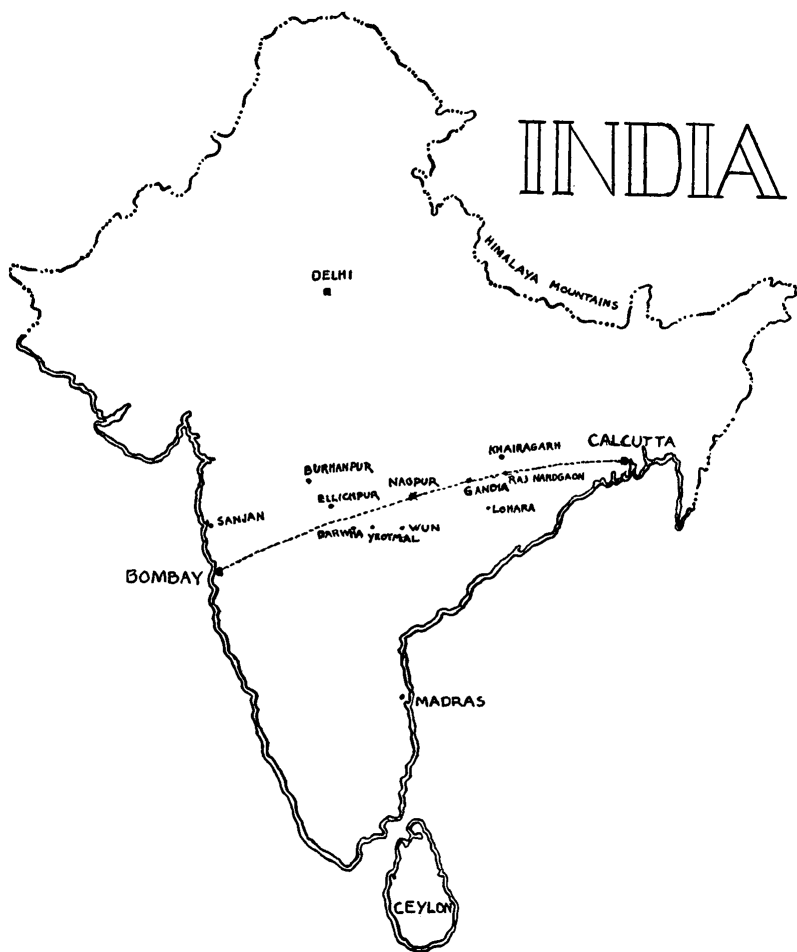 INDIA
HIMALAYA MOUNTAINS
DELHI
KHAIRAGARH
CALCUTTA
BURHANPUR
NAGPUR
GANDIA
RAJ NANDGAON
ELLICHPUR
LOHARA
SANJAN
DARWHA
YEOTMAL
WUN
BOMBAY
MADRAS
CEYLON